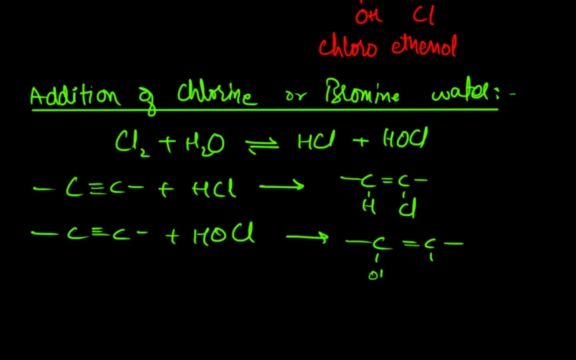 OH Cl
chloro ethenol
Addition of Chlorine or Bromine water:-
Cl₂ + H₂O ⇌ HCl + HOCl
— C ≡ C — + HCl ⟶ — C = C —
H Cl
— C ≡ C — + HOCl ⟶ — C = C —